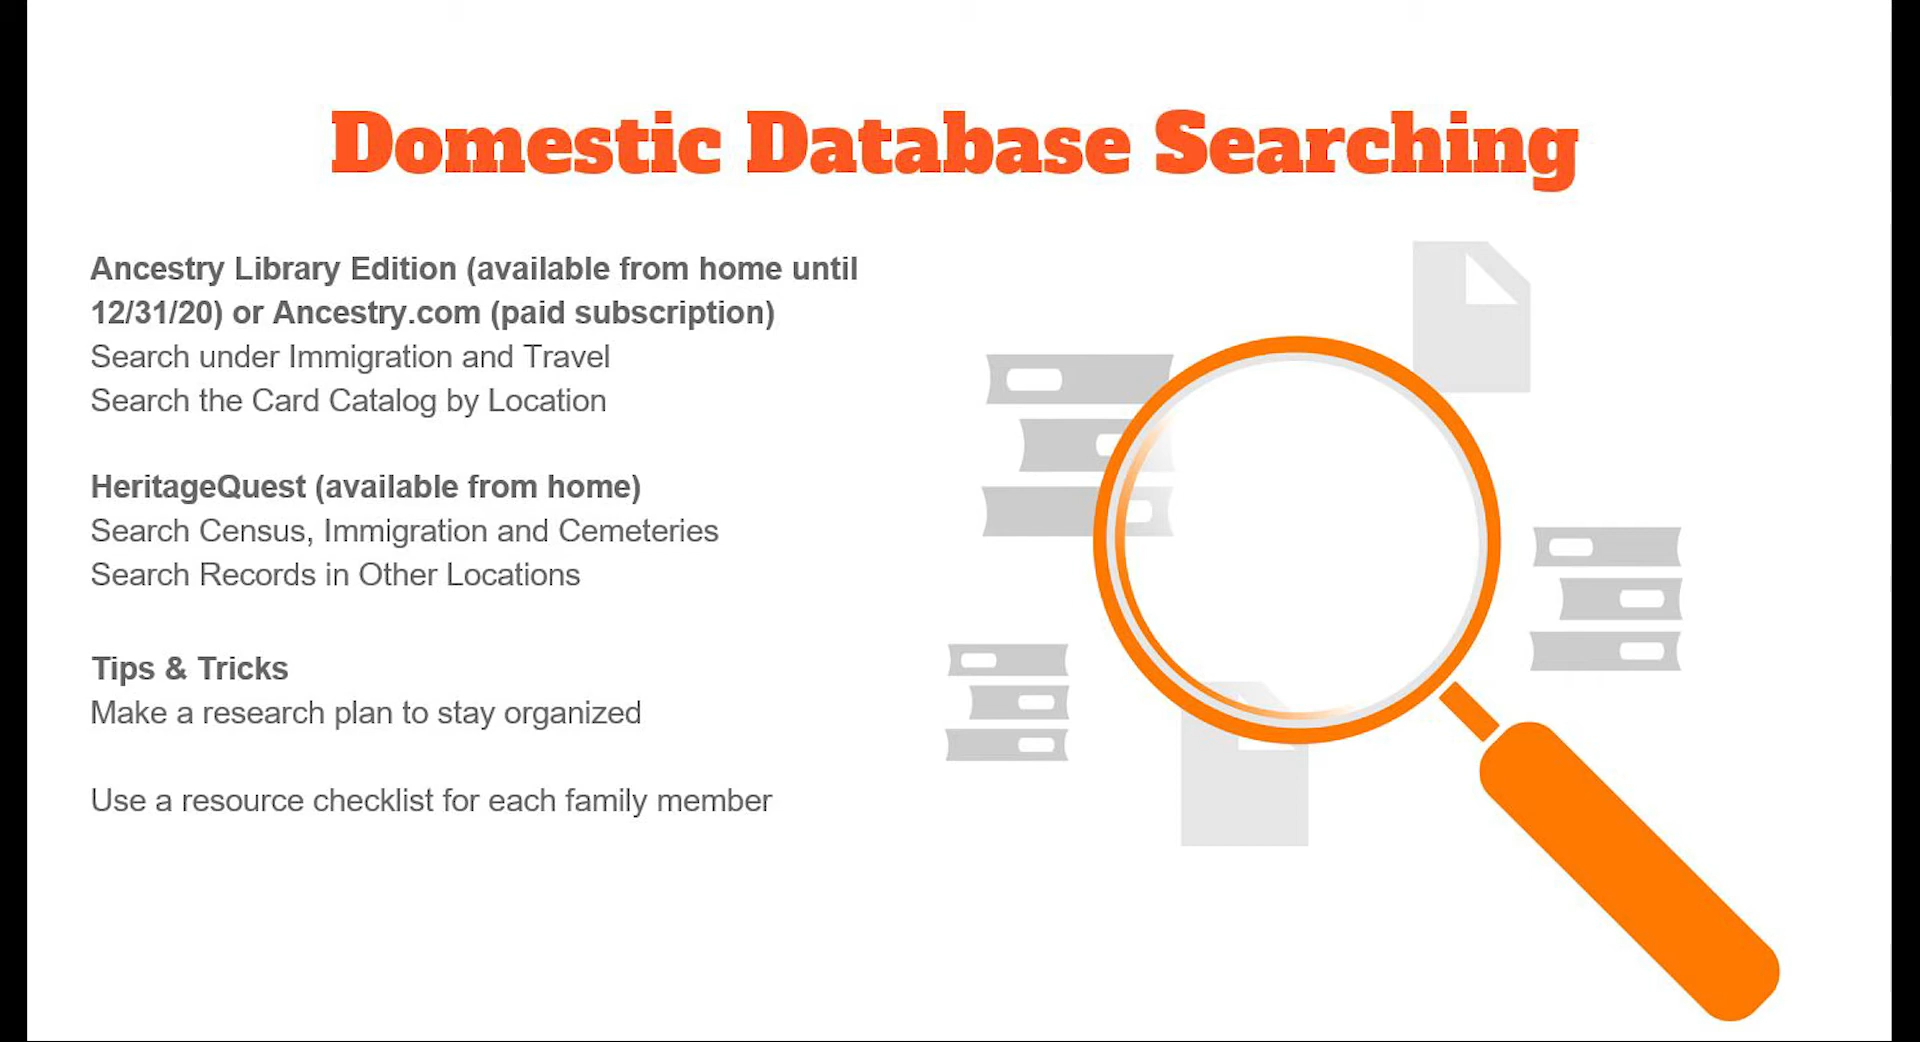 Domestic Database Searching
Ancestry Library Edition (available from home until
12/31/20) or Ancestry.com (paid subscription)
Search under Immigration and Travel
Search the Card Catalog by Location
HeritageQuest (available from home)
Search Census, Immigration and Cemeteries
Search Records in Other Locations
Tips & Tricks
Make a research plan to stay organized
Use a resource checklist for each family member